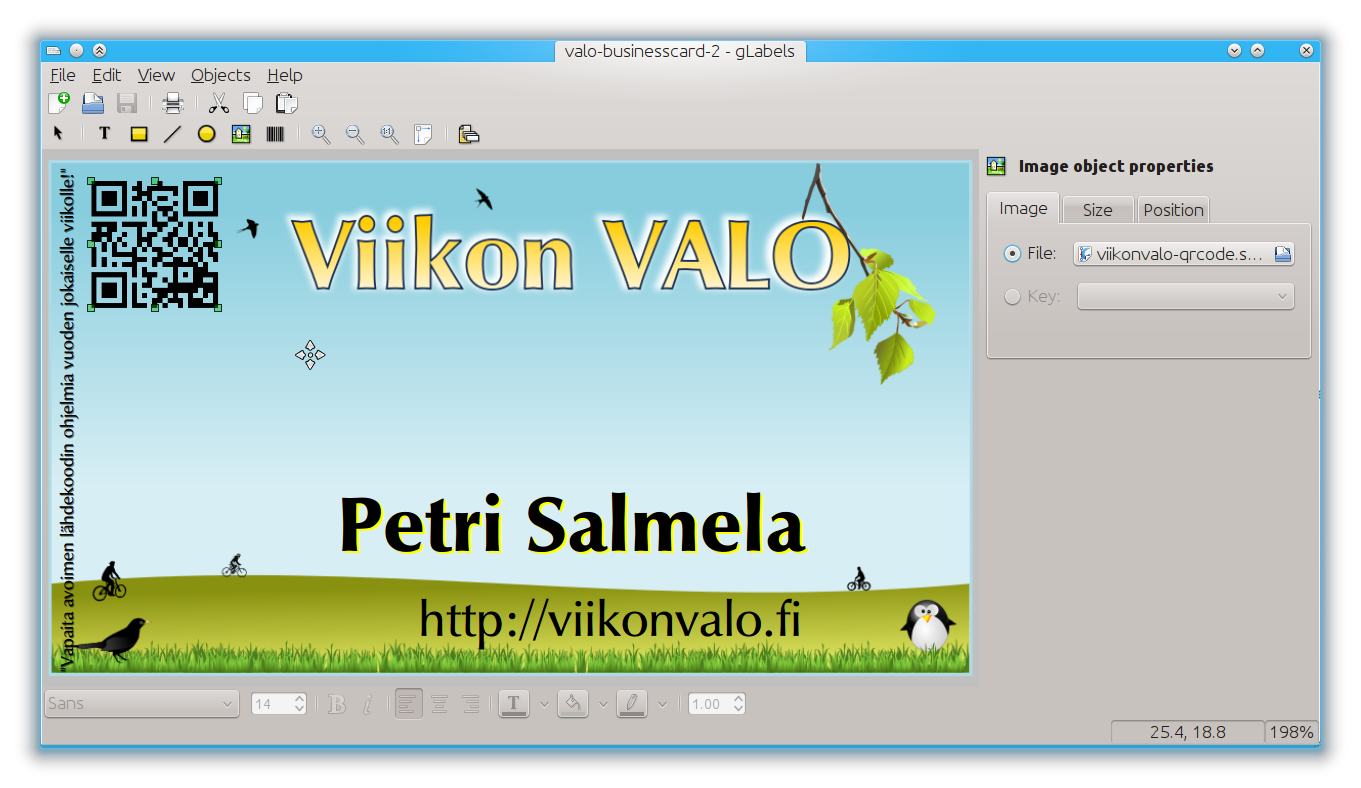 valo-businesscard-2 - gLabels
File Edit View Objects Help
T
1:1
Image object properties
Image Size Position
File: viikonvalo-qrcode.s...
Key:
"Vapaita avoimen lähdekoodin ohjelmia vuoden jokaiselle viikolle!"
Viikon VALO
Petri Salmela
http://viikonvalo.fi
Sans 14 B i T 1.00
25.4, 18.8 198%